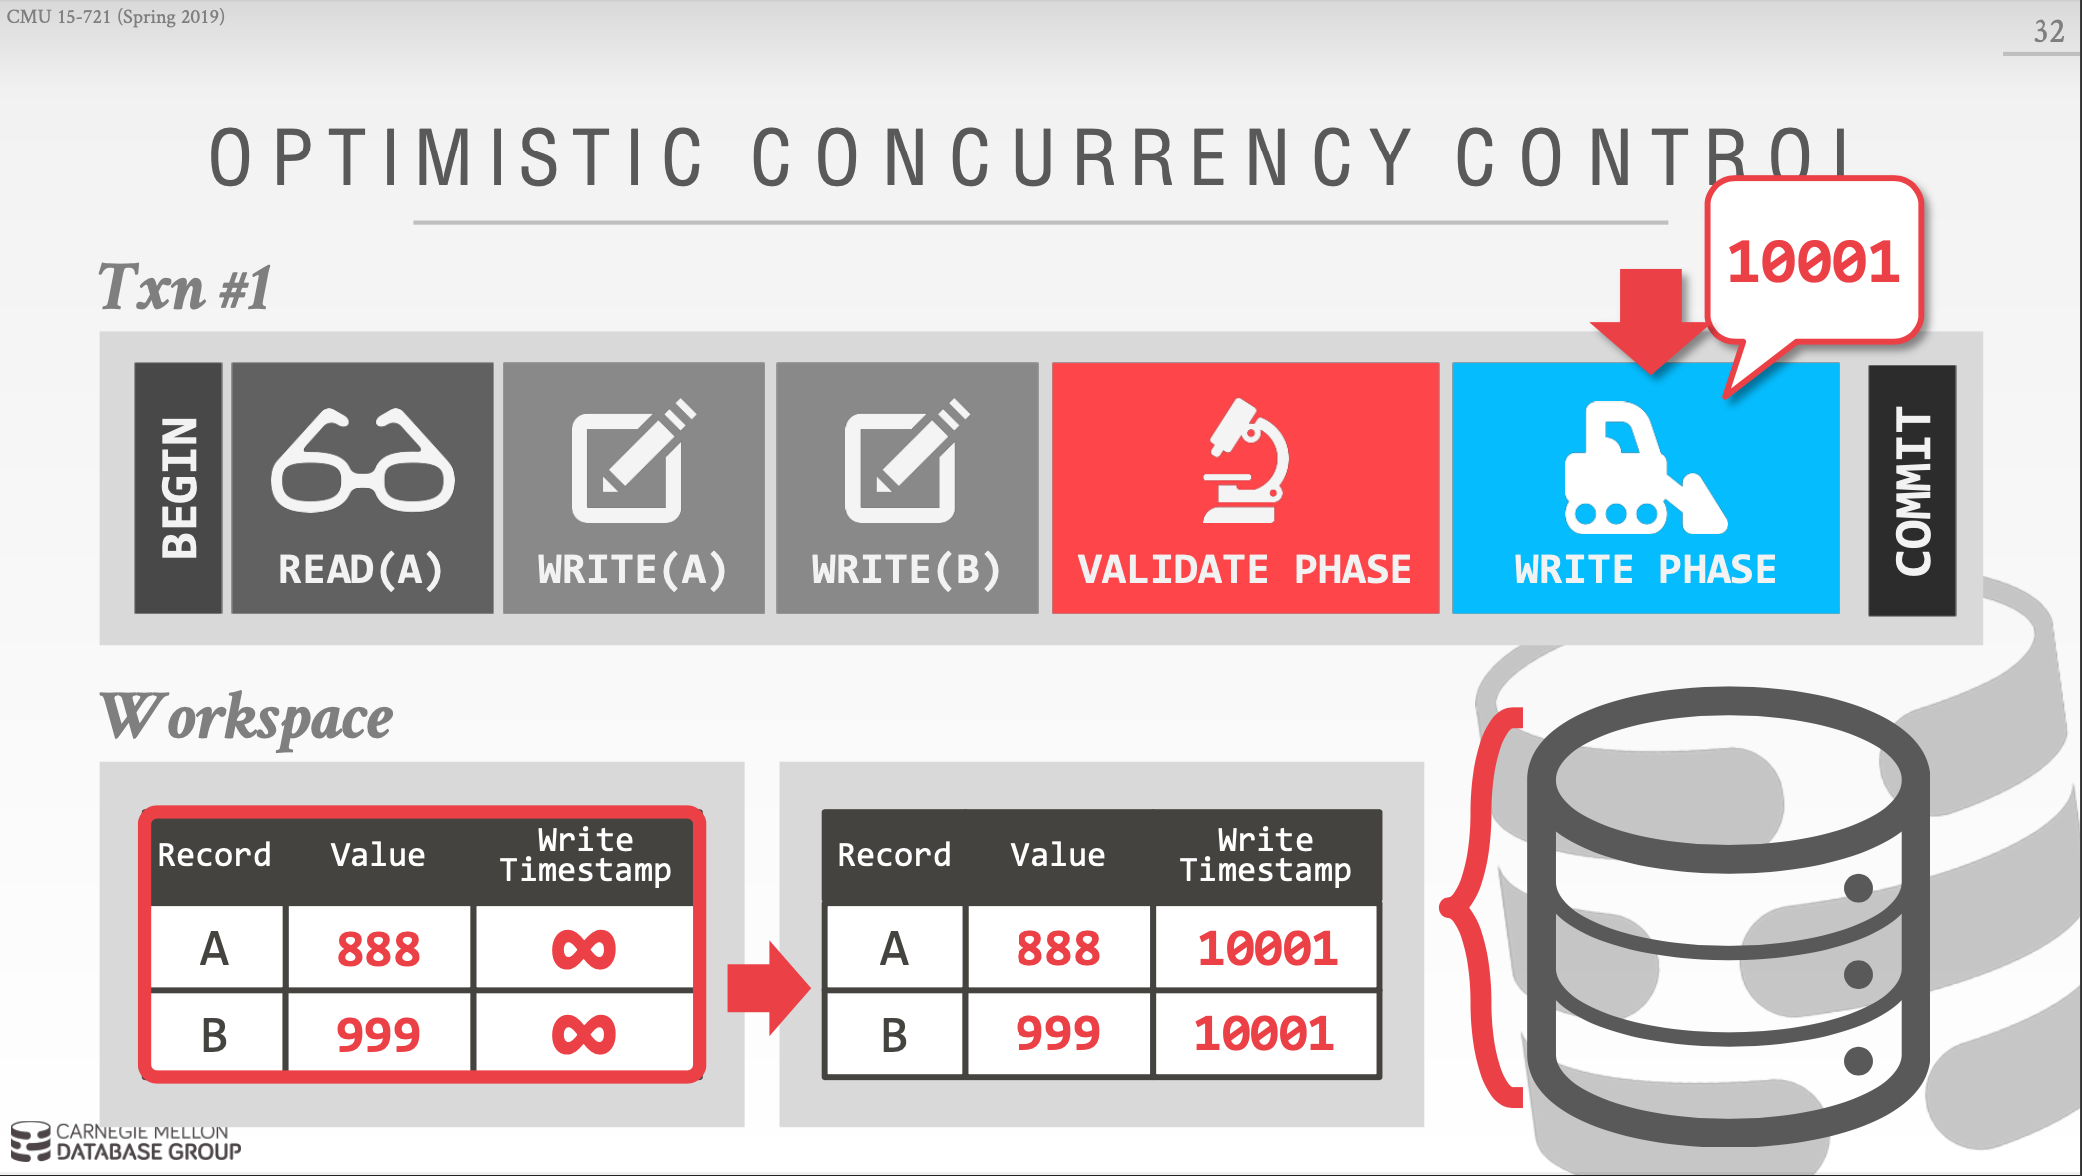 CMU 15-721 (Spring 2019)
32
OPTIMISTIC CONCURRENCY CONTROL
10001
Txn #1
BEGIN
READ(A)
WRITE(A)
WRITE(B)
VALIDATE PHASE
WRITE PHASE
COMMIT
Workspace
Record Value Write Timestamp
A 888 ∞
B 999 ∞
Record Value Write Timestamp
A 888 10001
B 999 10001
CARNEGIE MELLON
DATABASE GROUP